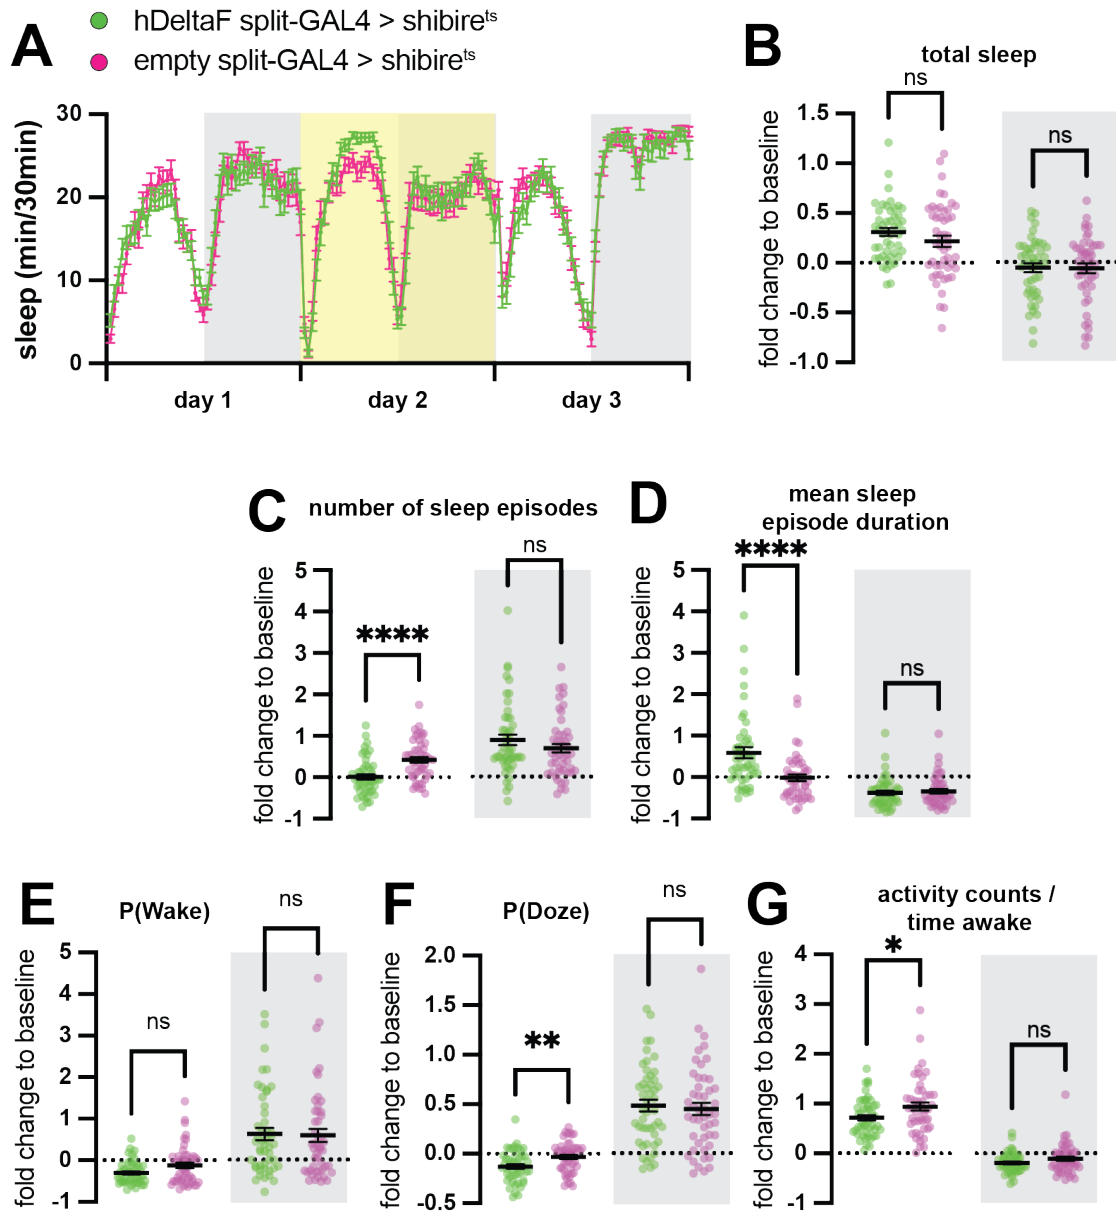 A
hDeltaF split-GAL4 > shibire^ts
empty split-GAL4 > shibire^ts
sleep (min/30min)
30
20
10
0
day 1
day 2
day 3
B
total sleep
ns
ns
fold change to baseline
1.5
1.0
0.5
0.0
-0.5
-1.0
C
number of sleep episodes
ns
****
fold change to baseline
5
4
3
2
1
0
-1
D
mean sleep
episode duration
****
ns
fold change to baseline
5
4
3
2
1
0
-1
E
P(Wake)
ns
ns
fold change to baseline
5
4
3
2
1
0
-1
F
P(Doze)
ns
**
fold change to baseline
2.0
1.5
1.0
0.5
0.0
-0.5
G
activity counts /
time awake
*
ns
fold change to baseline
4
3
2
1
0
-1